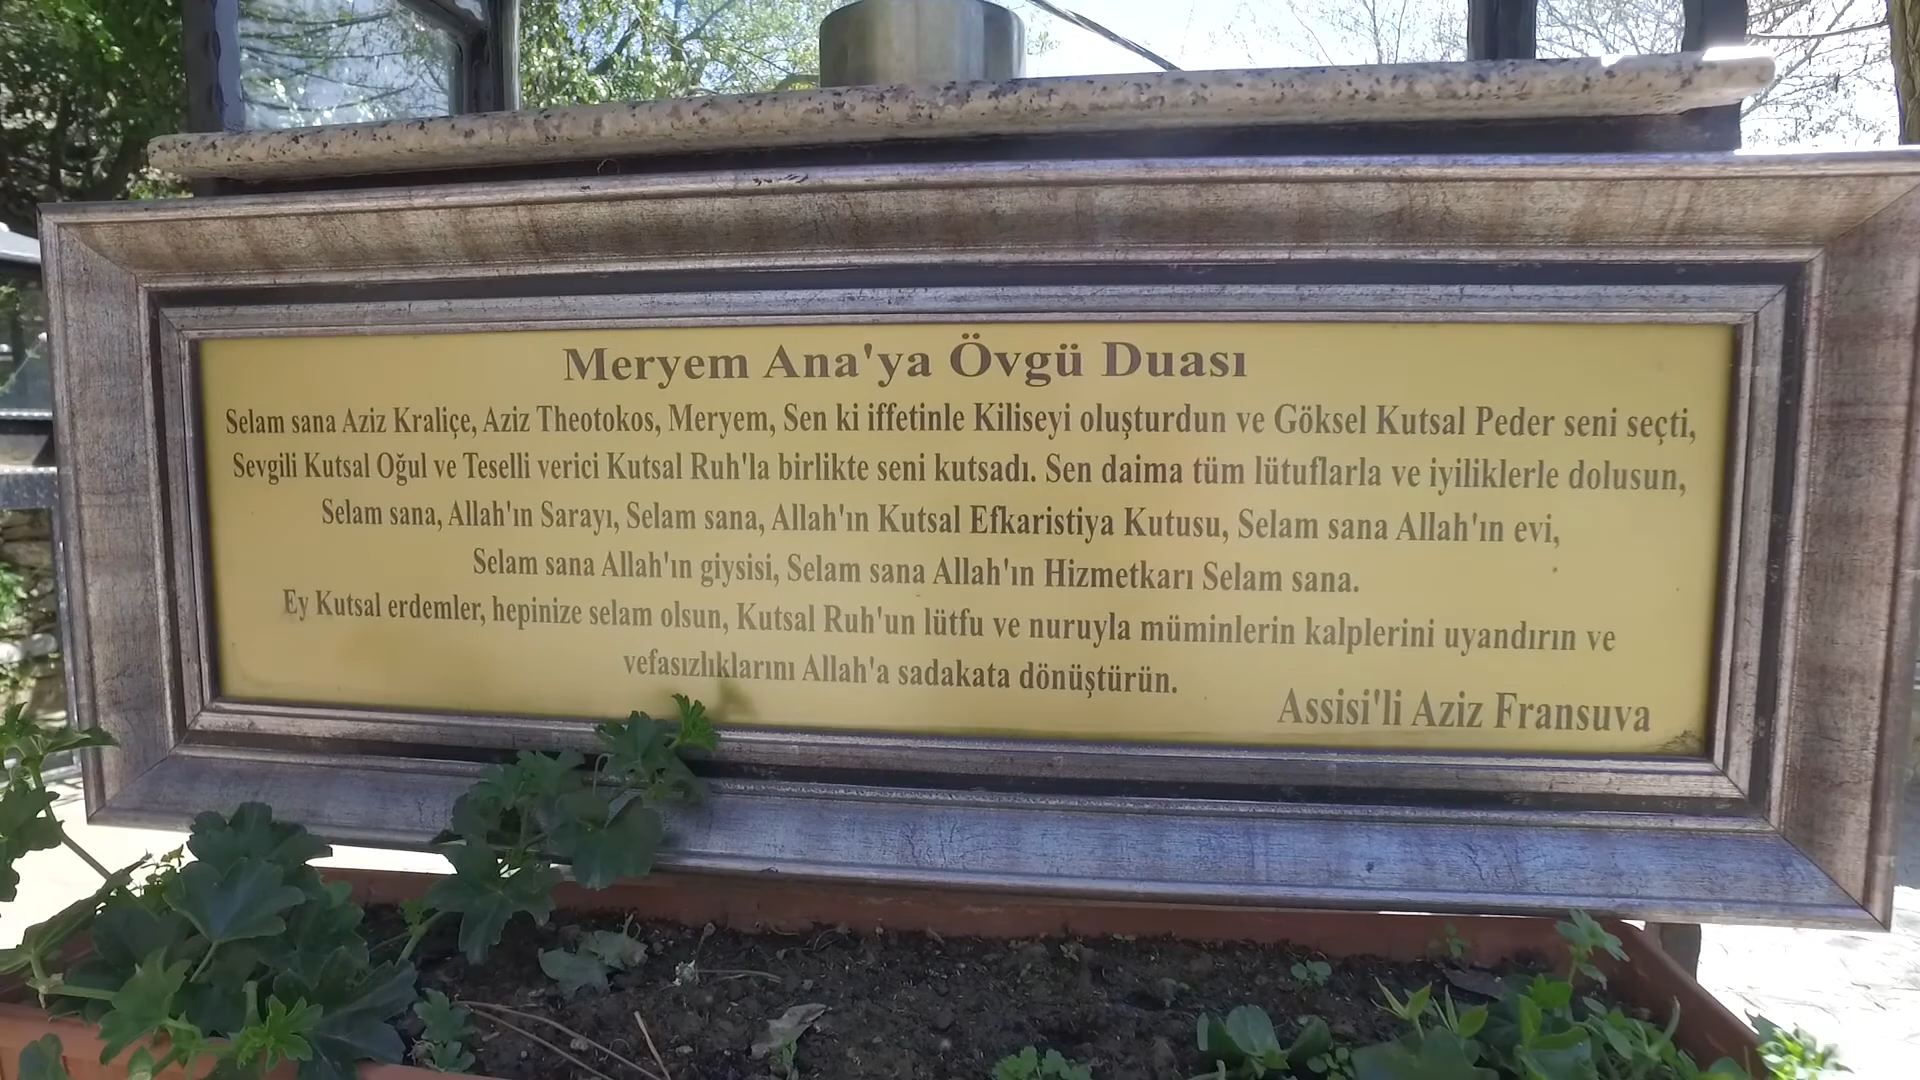 Meryem Ana'ya Övgü Duası
Selam sana Aziz Kraliçe, Aziz Theotokos, Meryem, Sen ki iffetinle Kiliseyi oluşturdun ve Göksel Kutsal Peder seni seçti,
Sevgili Kutsal Oğul ve Teselli verici Kutsal Ruh'la birlikte seni kutsadı. Sen daima tüm lütuflarla ve iyiliklerle dolusun,
Selam sana, Allah'ın Sarayı, Selam sana, Allah'ın Kutsal Efkaristiya Kutusu, Selam sana Allah'ın evi,
Selam sana Allah'ın giysisi, Selam sana Allah'ın Hizmetkarı Selam sana.
Ey Kutsal erdemler, hepinize selam olsun, Kutsal Ruh'un lütfu ve nuruyla müminlerin kalplerini uyandırın ve
vefasızlıklarını Allah'a sadakata dönüştürün.
Assisi'li Aziz Fransuva